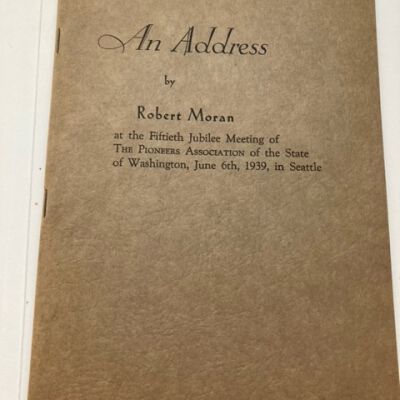 An Address
by
Robert Moran
at the Fiftieth Jubilee Meeting of
THE PIONEERS ASSOCIATION of the State
of Washington, June 6th, 1939, in Seattle